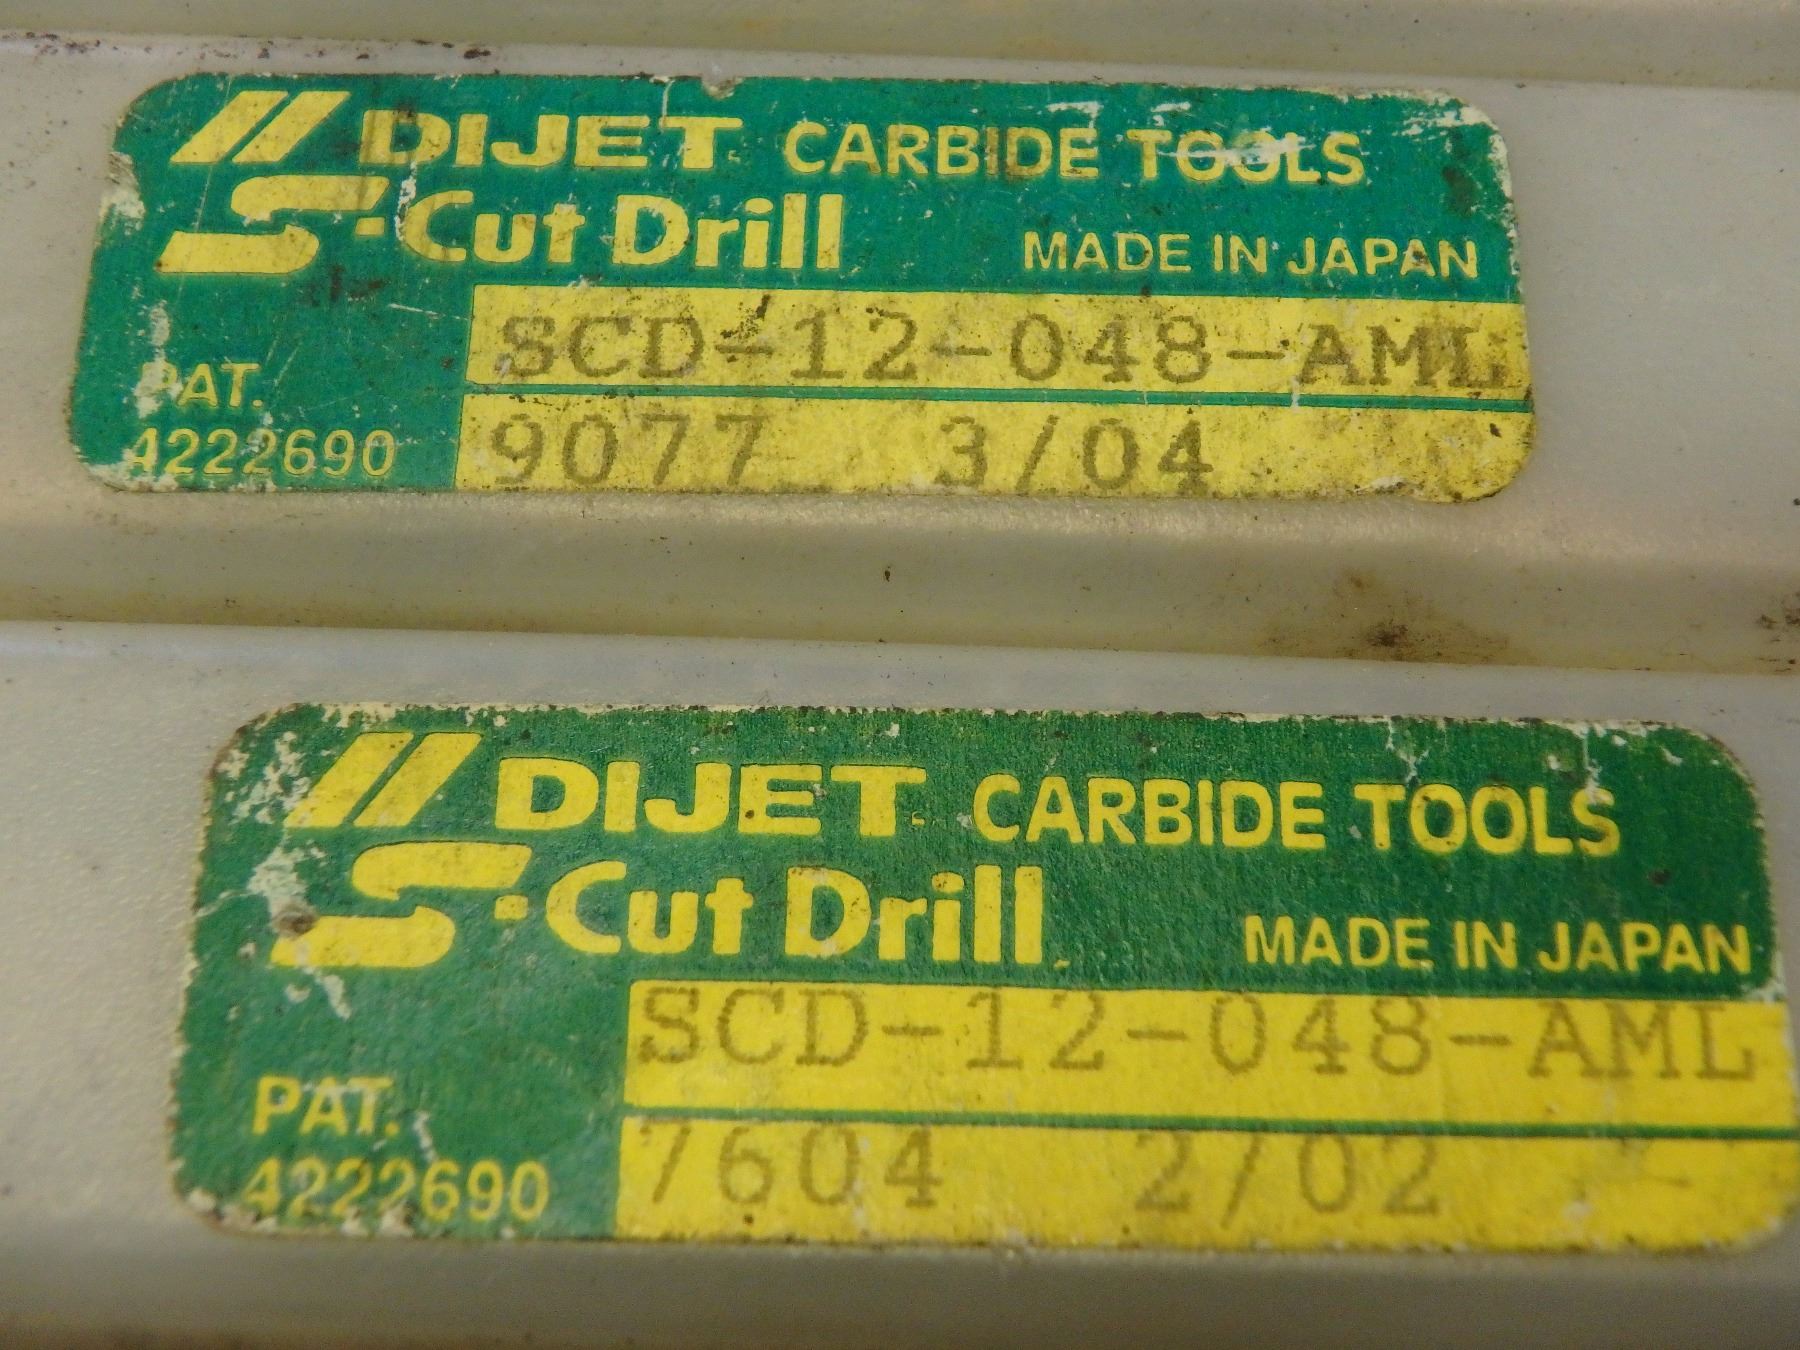 DIJET CARBIDE TOOLS
S-Cut Drill
MADE IN JAPAN
SCD-12-048-AML
PAT.
4222690
9077 3/04
DIJET CARBIDE TOOLS
S-Cut Drill
MADE IN JAPAN
SCD-12-048-AML
PAT.
4222690
7604 2/02